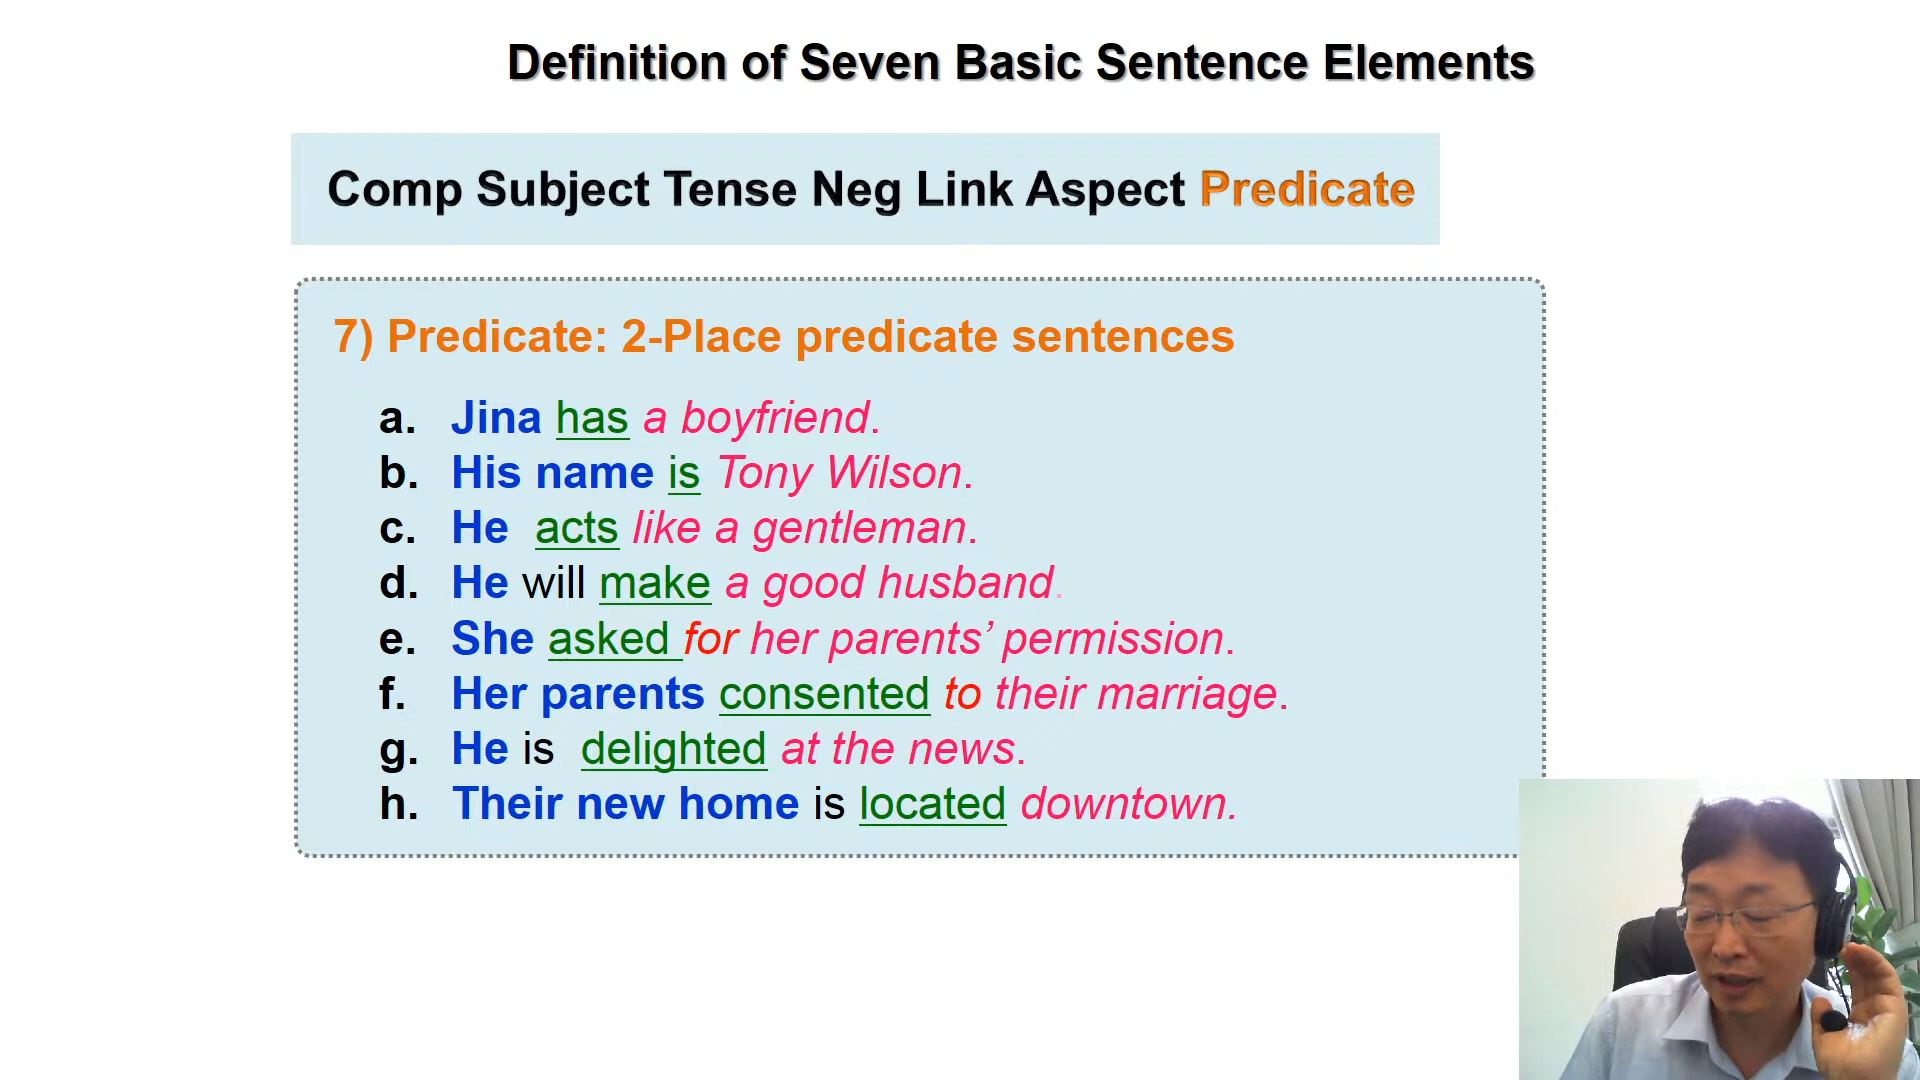 Definition of Seven Basic Sentence Elements
Comp Subject Tense Neg Link Aspect Predicate
7) Predicate: 2-Place predicate sentences
a. Jina has a boyfriend.
b. His name is Tony Wilson.
c. He acts like a gentleman.
d. He will make a good husband.
e. She asked for her parents’ permission.
f. Her parents consented to their marriage.
g. He is delighted at the news.
h. Their new home is located downtown.